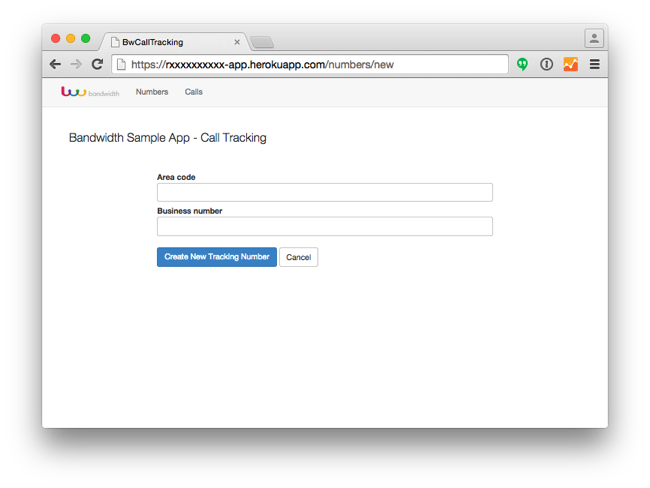 BwCallTracking
https://rxxxxxxxxxx-app.herokuapp.com/numbers/new
bandwidth Numbers Calls
Bandwidth Sample App - Call Tracking
Area code
Business number
Create New Tracking Number Cancel